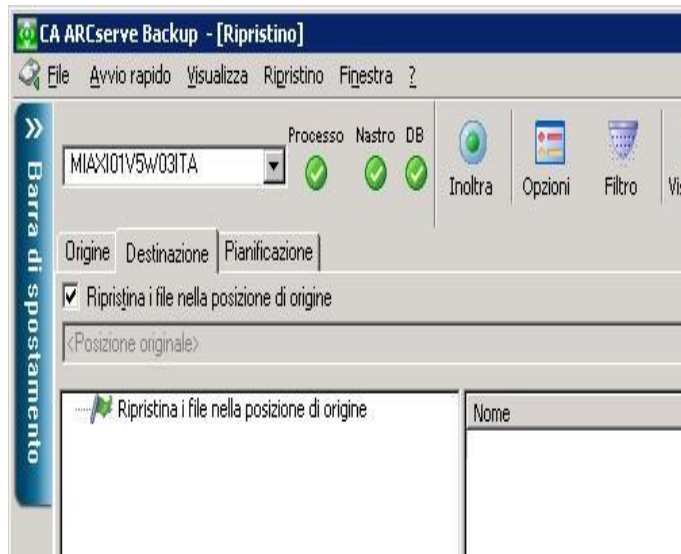 CA ARCserve Backup - [Ripristino]
File Avvio rapido Visualizza Ripristino Finestra ?
Processo Nastro DB
MIAXI01V5W03ITA
Inoltra Opzioni Filtro
Barra di spostamento
Origine Destinazione Pianificazione
Ripristina i file nella posizione di origine
<Posizione originale>
Ripristina i file nella posizione di origine
Nome